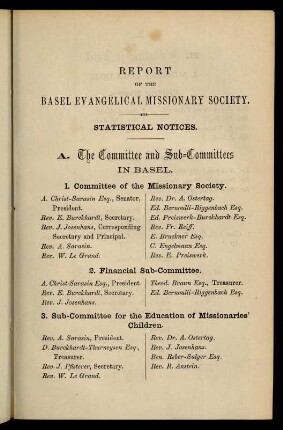 REPORT
OF THE
BASEL EVANGELICAL MISSIONARY SOCIETY.
STATISTICAL NOTICES.
A. The Committee and Sub-Committees
IN BASEL.
1. Committee of the Missionary Society.
A. Christ-Sarasin Esq., Senator,
President.
Rev. E. Burckhardt, Secretary.
Rev. J. Josenhans, Corresponding
Secretary and Principal.
Rev. A. Sarasin.
Rev. W. Le Grand.
Rev. Dr. A. Ostertag.
Ed. Bernoulli-Riggenbach Esq.
Ed. Preiswerk-Burckhardt Esq.
Rev. Fr. Reiff.
E. Bruckner Esq.
C. Engelmann Esq.
Rev. E. Preiswerk.
2. Financial Sub-Committee.
A. Christ-Sarasin Esq., President.
Rev. E. Burckhardt, Secretary.
Rev. J. Josenhans.
Theod. Braun Esq., Treasurer.
Ed. Bernoulli-Riggenbach Esq.
3. Sub-Committee for the Education of Missionaries'
Children.
Rev. A. Sarasin, President.
D. Burckhardt-Thurneysen Esq.,
Treasurer.
Rev. J. Pfisterer, Secretary.
Rev. W. Le Grand.
Rev. Dr. A. Ostertag.
Rev. J. Josenhans.
Ben. Reber-Sulger Esq.
Rev. R. Anstein.